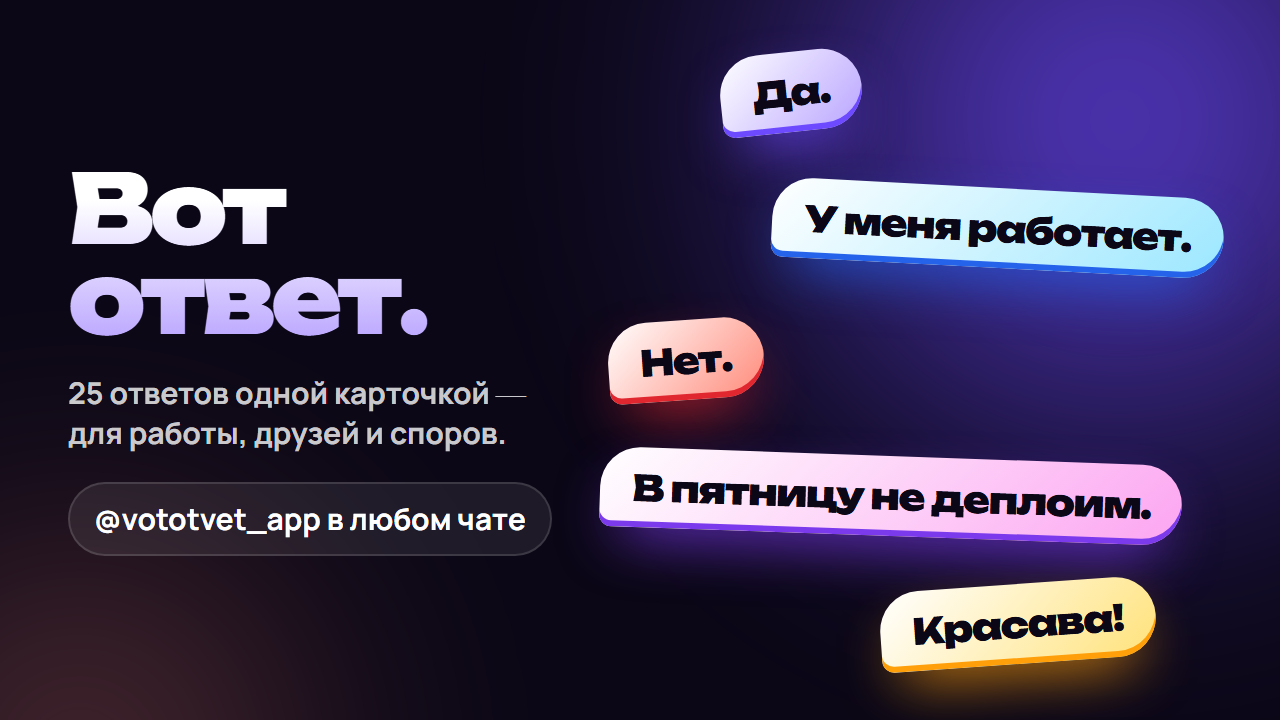 Вот
ответ.
25 ответов одной карточкой —
для работы, друзей и споров.
@vototvet_app в любом чате
Да.
У меня работает.
Нет.
В пятницу не деплоим.
Красава!